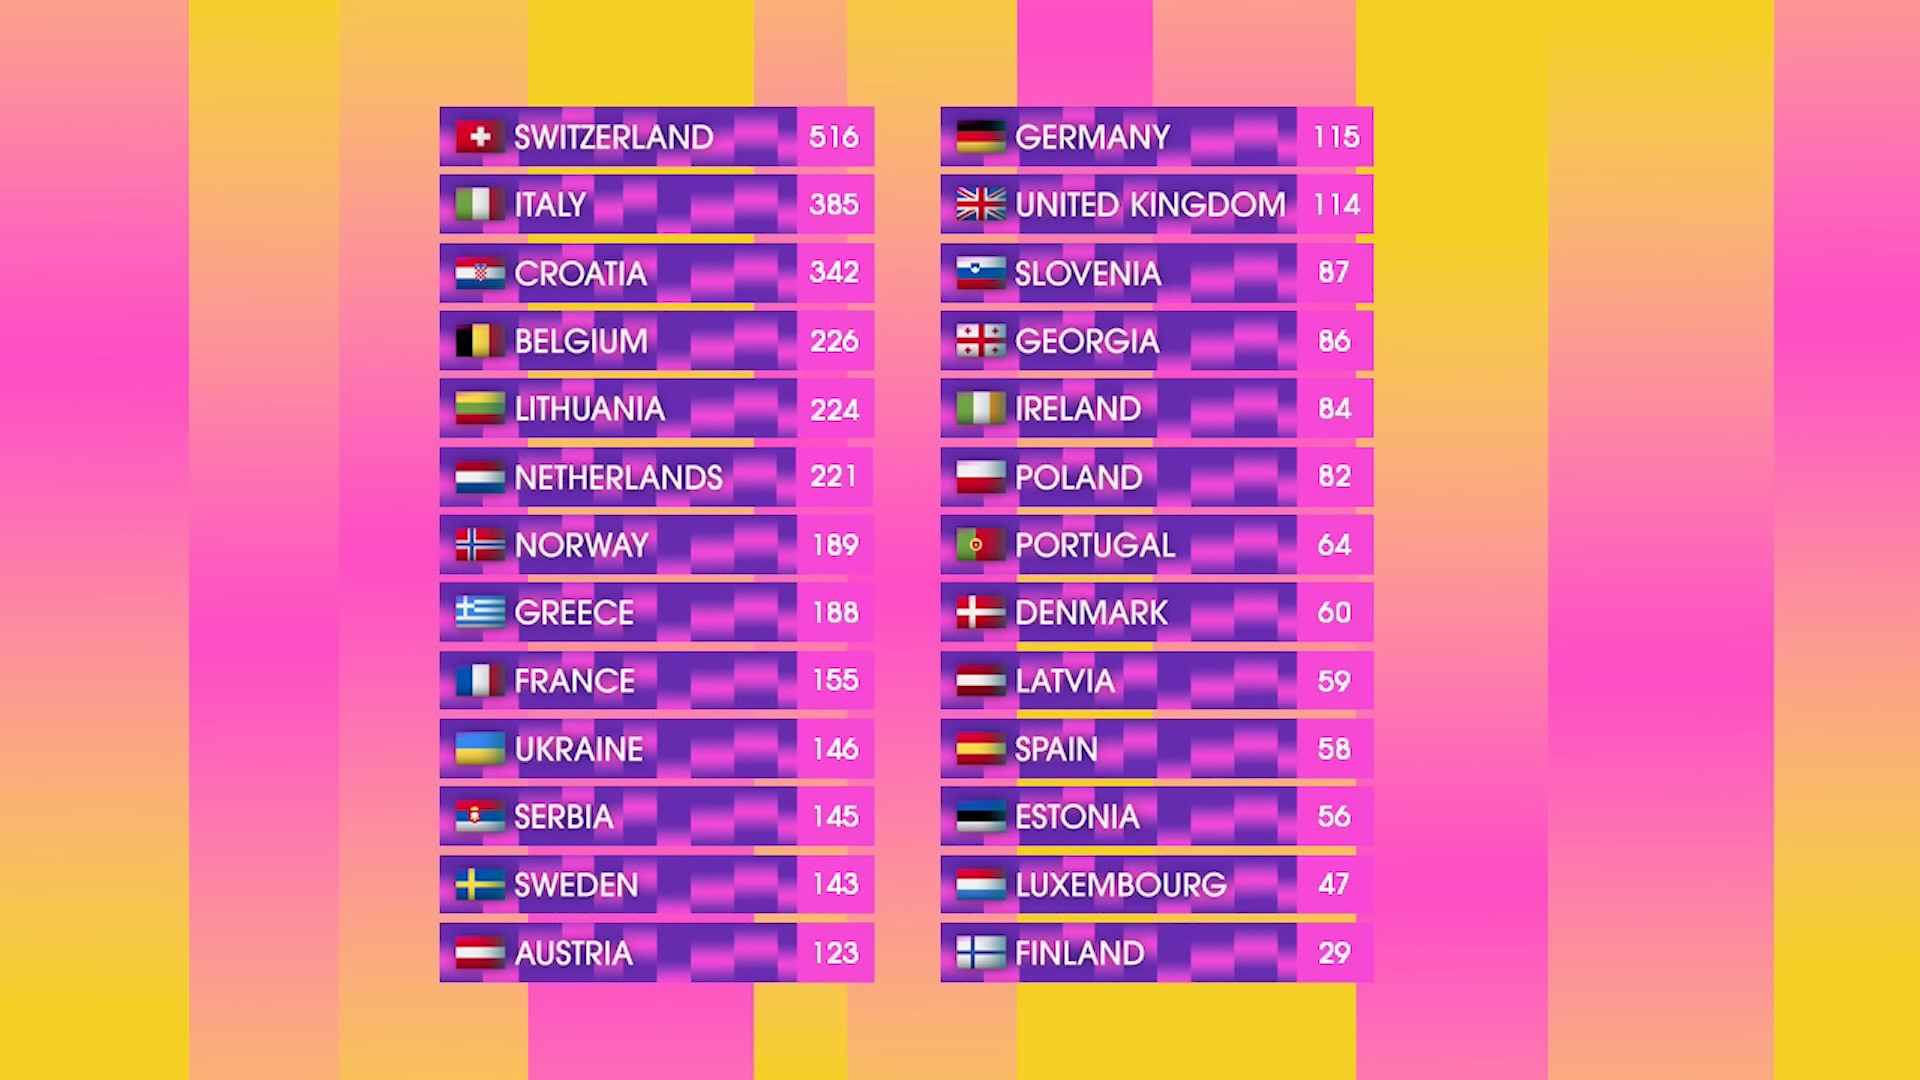 SWITZERLAND 516
ITALY 385
CROATIA 342
BELGIUM 226
LITHUANIA 224
NETHERLANDS 221
NORWAY 189
GREECE 188
FRANCE 155
UKRAINE 146
SERBIA 145
SWEDEN 143
AUSTRIA 123
GERMANY 115
UNITED KINGDOM 114
SLOVENIA 87
GEORGIA 86
IRELAND 84
POLAND 82
PORTUGAL 64
DENMARK 60
LATVIA 59
SPAIN 58
ESTONIA 56
LUXEMBOURG 47
FINLAND 29